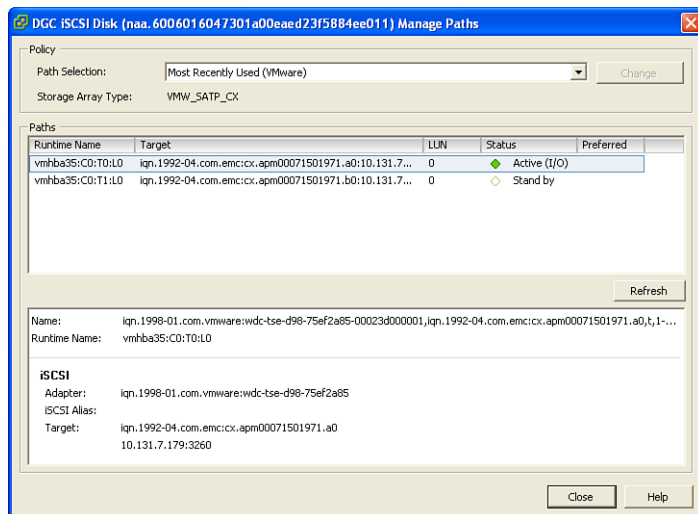 DGC iSCSI Disk (naa.6006016047301a00eaed23f5884ee011) Manage Paths
Policy
Path Selection: Most Recently Used (VMware) Change
Storage Array Type: VMW_SATP_CX
Paths
Runtime Name Target LUN Status Preferred
vmhba35:C0:T0:L0 iqn.1992-04.com.emc:cx.apm00071501971.a0:10.131.7... 0 Active (I/O)
vmhba35:C0:T1:L0 iqn.1992-04.com.emc:cx.apm00071501971.b0:10.131.7... 0 Stand by
Refresh
Name: iqn.1998-01.com.vmware:wdc-tse-d98-75ef2a85-00023d000001,iqn.1992-04.com.emc:cx.apm00071501971.a0,t,1-...
Runtime Name: vmhba35:C0:T0:L0
iSCSI
Adapter: iqn.1998-01.com.vmware:wdc-tse-d98-75ef2a85
iSCSI Alias:
Target: iqn.1992-04.com.emc:cx.apm00071501971.a0
10.131.7.179:3260
Close Help